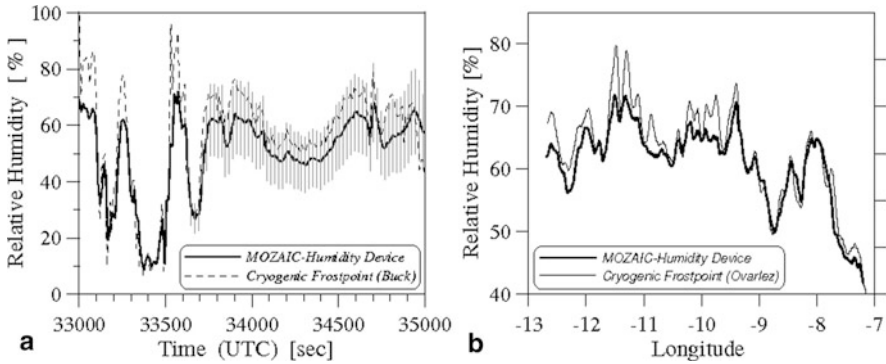 Relative Humidity [ % ]
100
80
60
40
20
0
MOZAIC-Humidity Device
Cryogenic Frostpoint (Buck)
33000 33500 34000 34500 35000
a
Time (UTC) [sec]
Relative Humidity [%]
80
70
60
50
40
MOZAIC-Humidity Device
Cryogenic Frostpoint (Ovarlez)
-13 -12 -11 -10 -9 -8 -7
b
Longitude